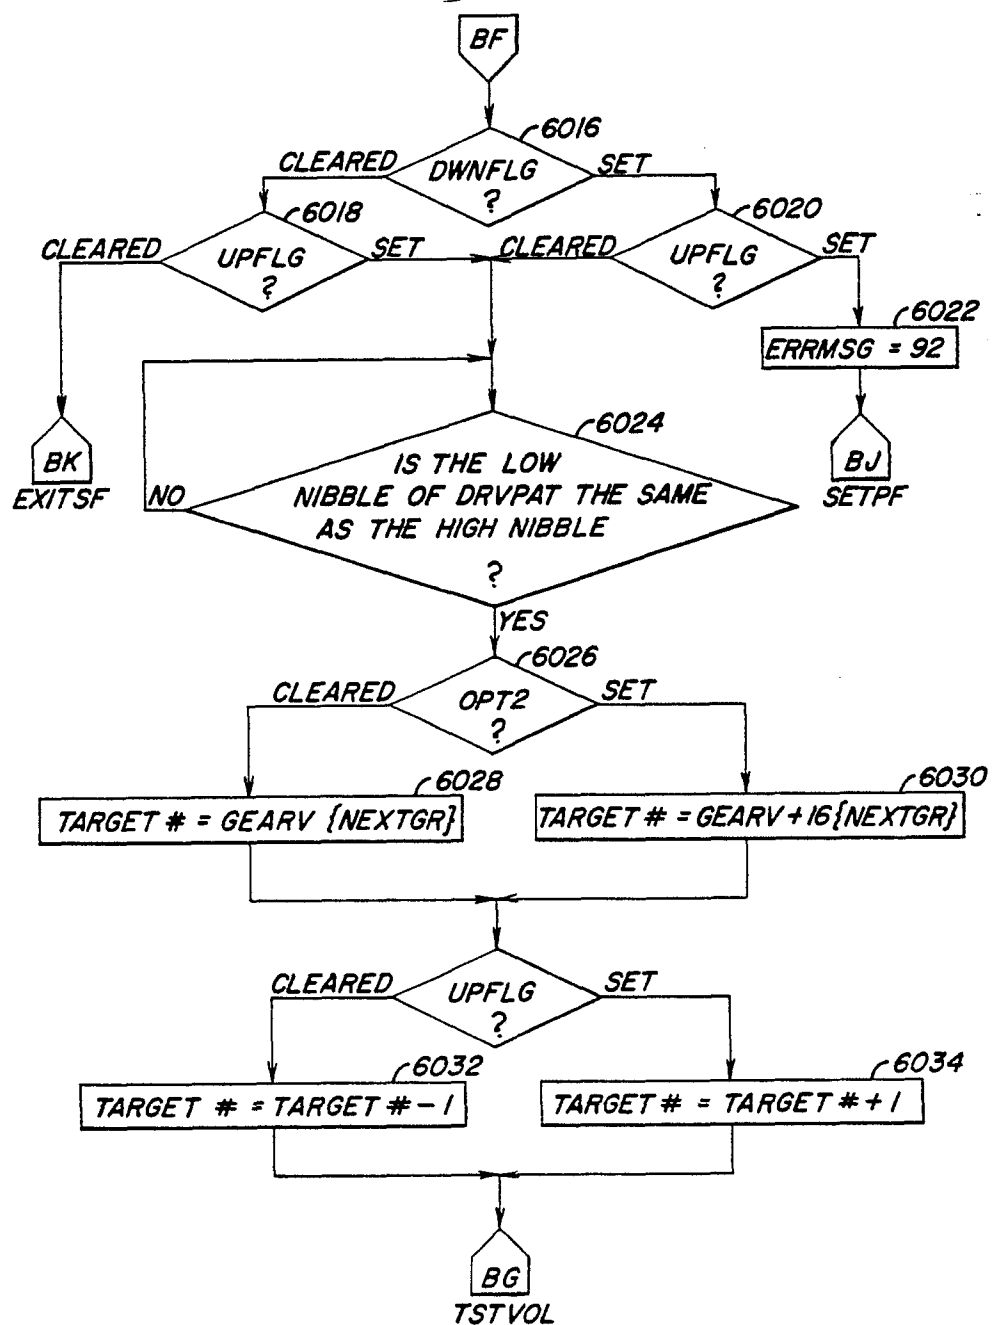 BF
6016
CLEARED
DWNFLG
?
SET
6018
CLEARED
UPFLG
?
SET
6020
CLEARED
UPFLG
?
SET
6022
ERRMSG = 92
BK
EXITSF
BJ
SETPF
6024
IS THE LOW
NIBBLE OF DRVPAT THE SAME
AS THE HIGH NIBBLE
?
NO
YES
6026
CLEARED
OPT2
?
SET
6028
TARGET # = GEARV {NEXTGR}
6030
TARGET # = GEARV + 16{NEXTGR}
CLEARED
UPFLG
?
SET
6032
TARGET # = TARGET # - 1
6034
TARGET # = TARGET # + 1
BG
TSTVOL